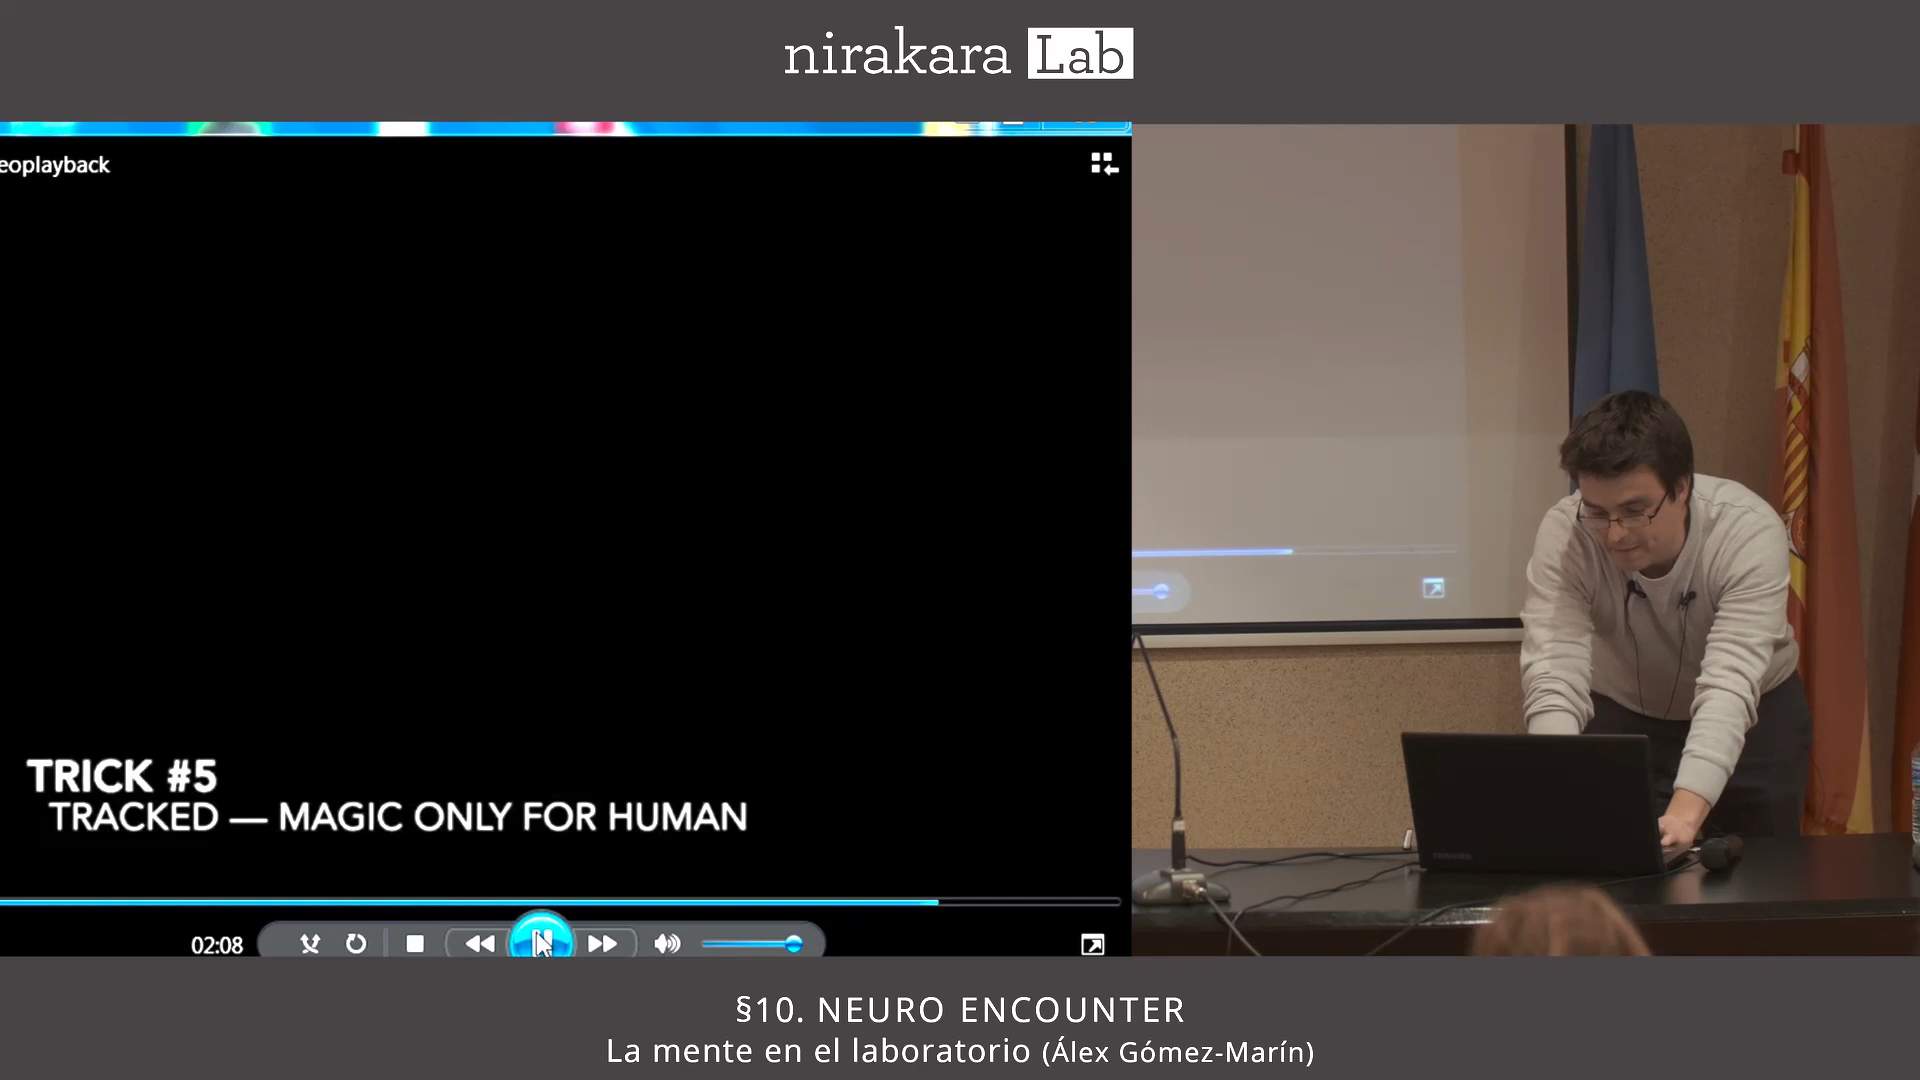 nirakara Lab
eoplayback
TRICK #5
TRACKED — MAGIC ONLY FOR HUMAN
02:08
TOSHIBA
§10. NEURO ENCOUNTER
La mente en el laboratorio (Álex Gómez-Marín)